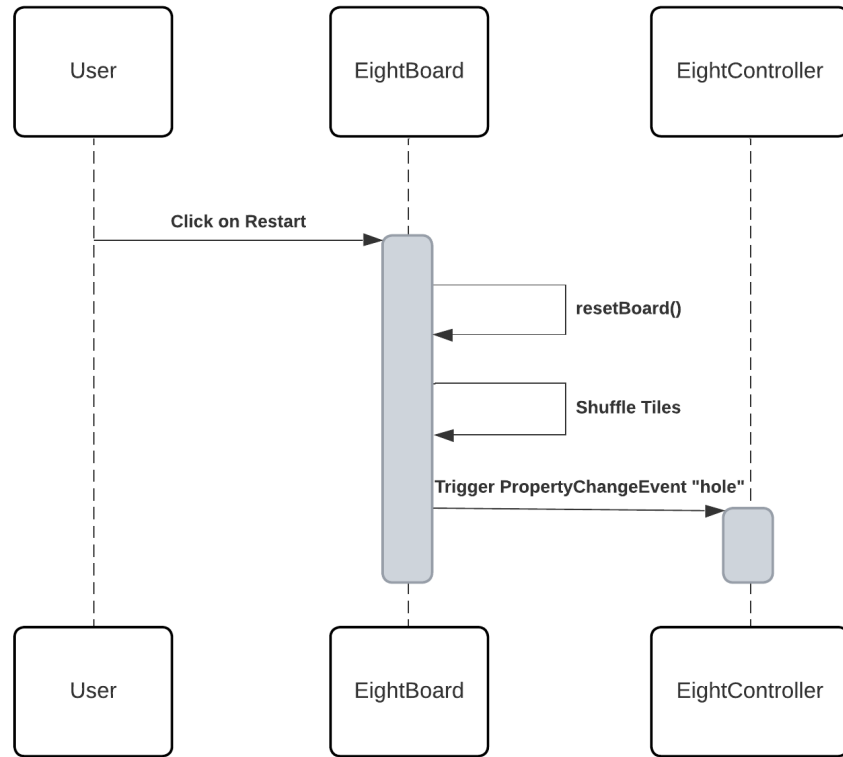 User
EightBoard
EightController
Click on Restart
resetBoard()
Shuffle Tiles
Trigger PropertyChangeEvent "hole"
User
EightBoard
EightController